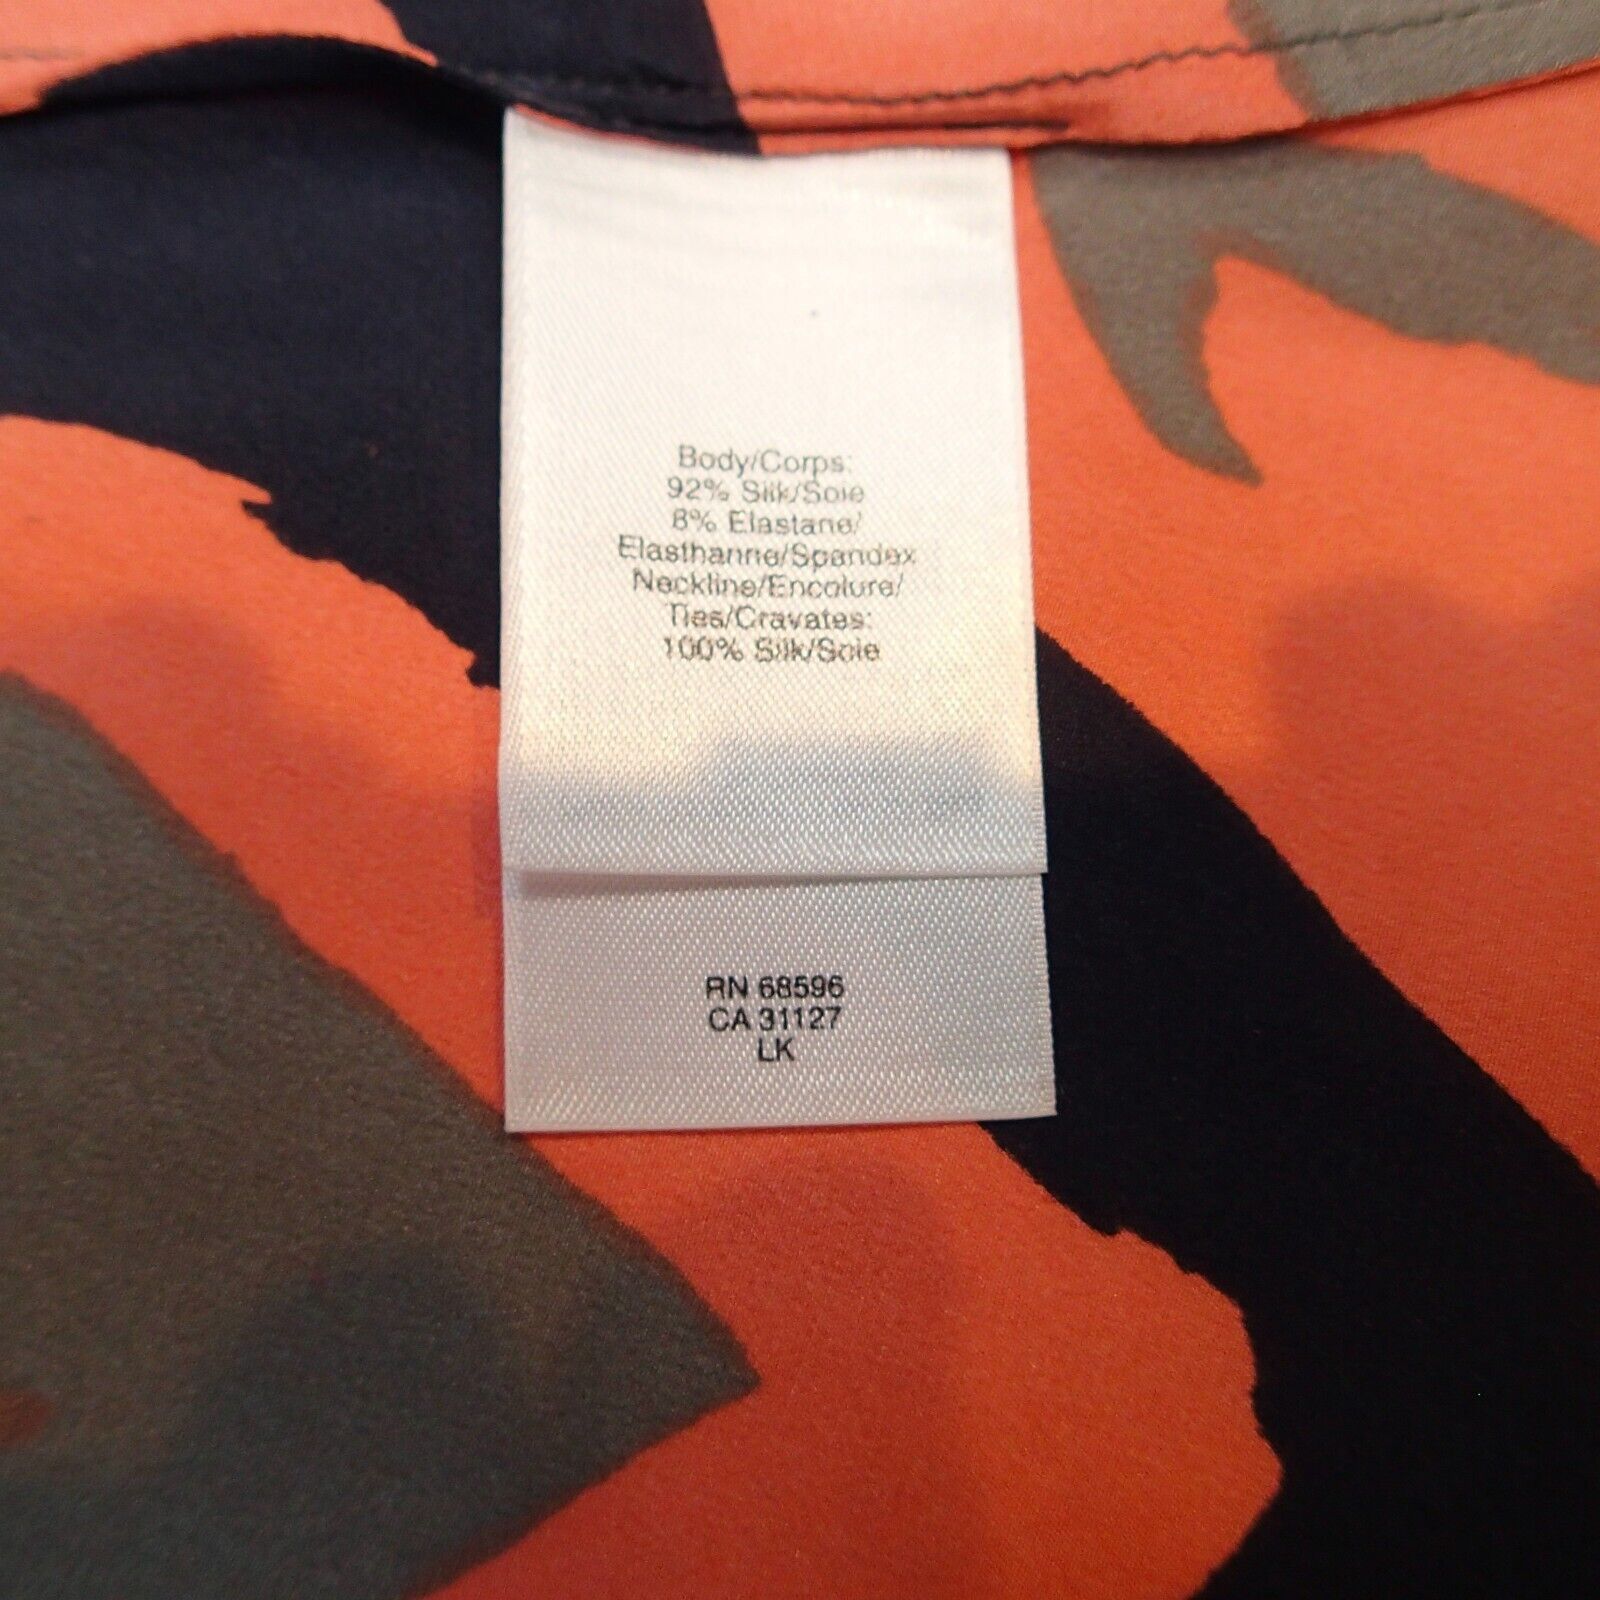 Body/Corps:
92% Silk/Soie
8% Elastane/
Elasthanne/Spandex
Neckline/Encolure/
Ties/Cravates:
100% Silk/Soie
RN 68596
CA 31127
LK